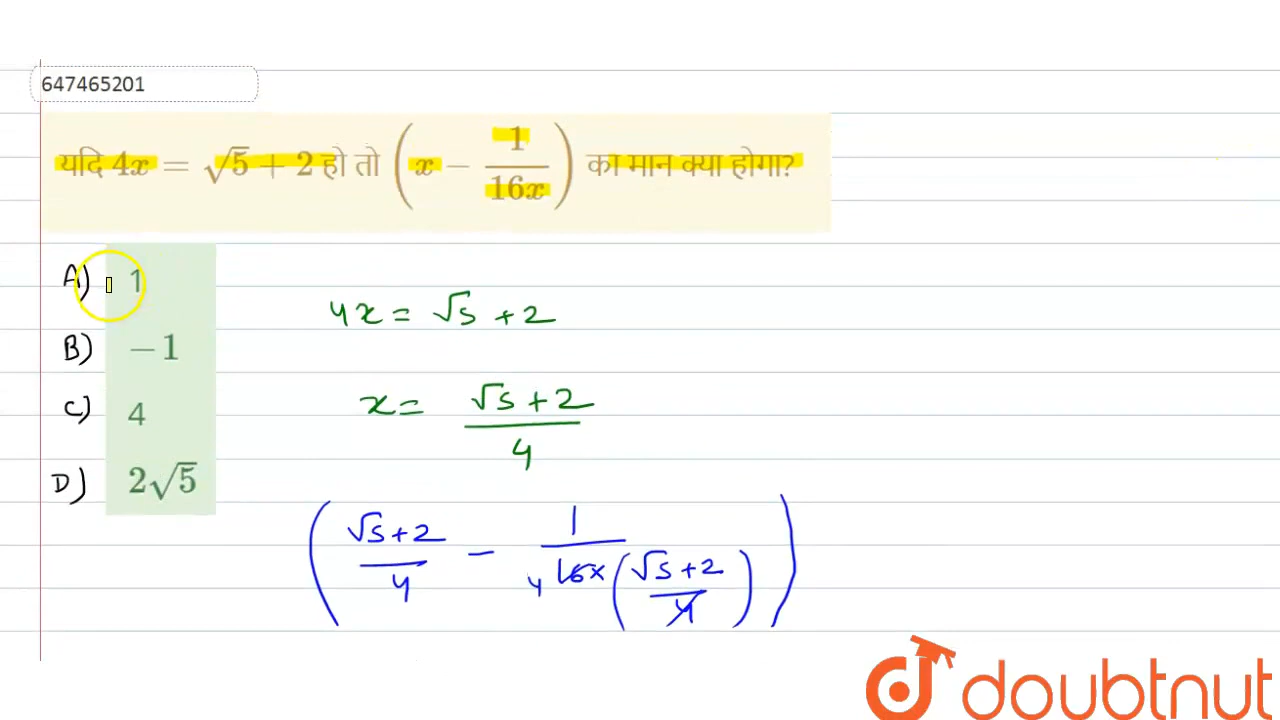 647465201
यदि 4x = √5 + 2 हो तो (x − 1/16x) का मान क्या होगा?
A) 1
B) −1
C) 4
D) 2√5
4x = √5 + 2
x = √5 + 2 / 4
(√5 + 2 / 4 − 1 / 4 16x (√5 + 2 / 4))
doubtnut